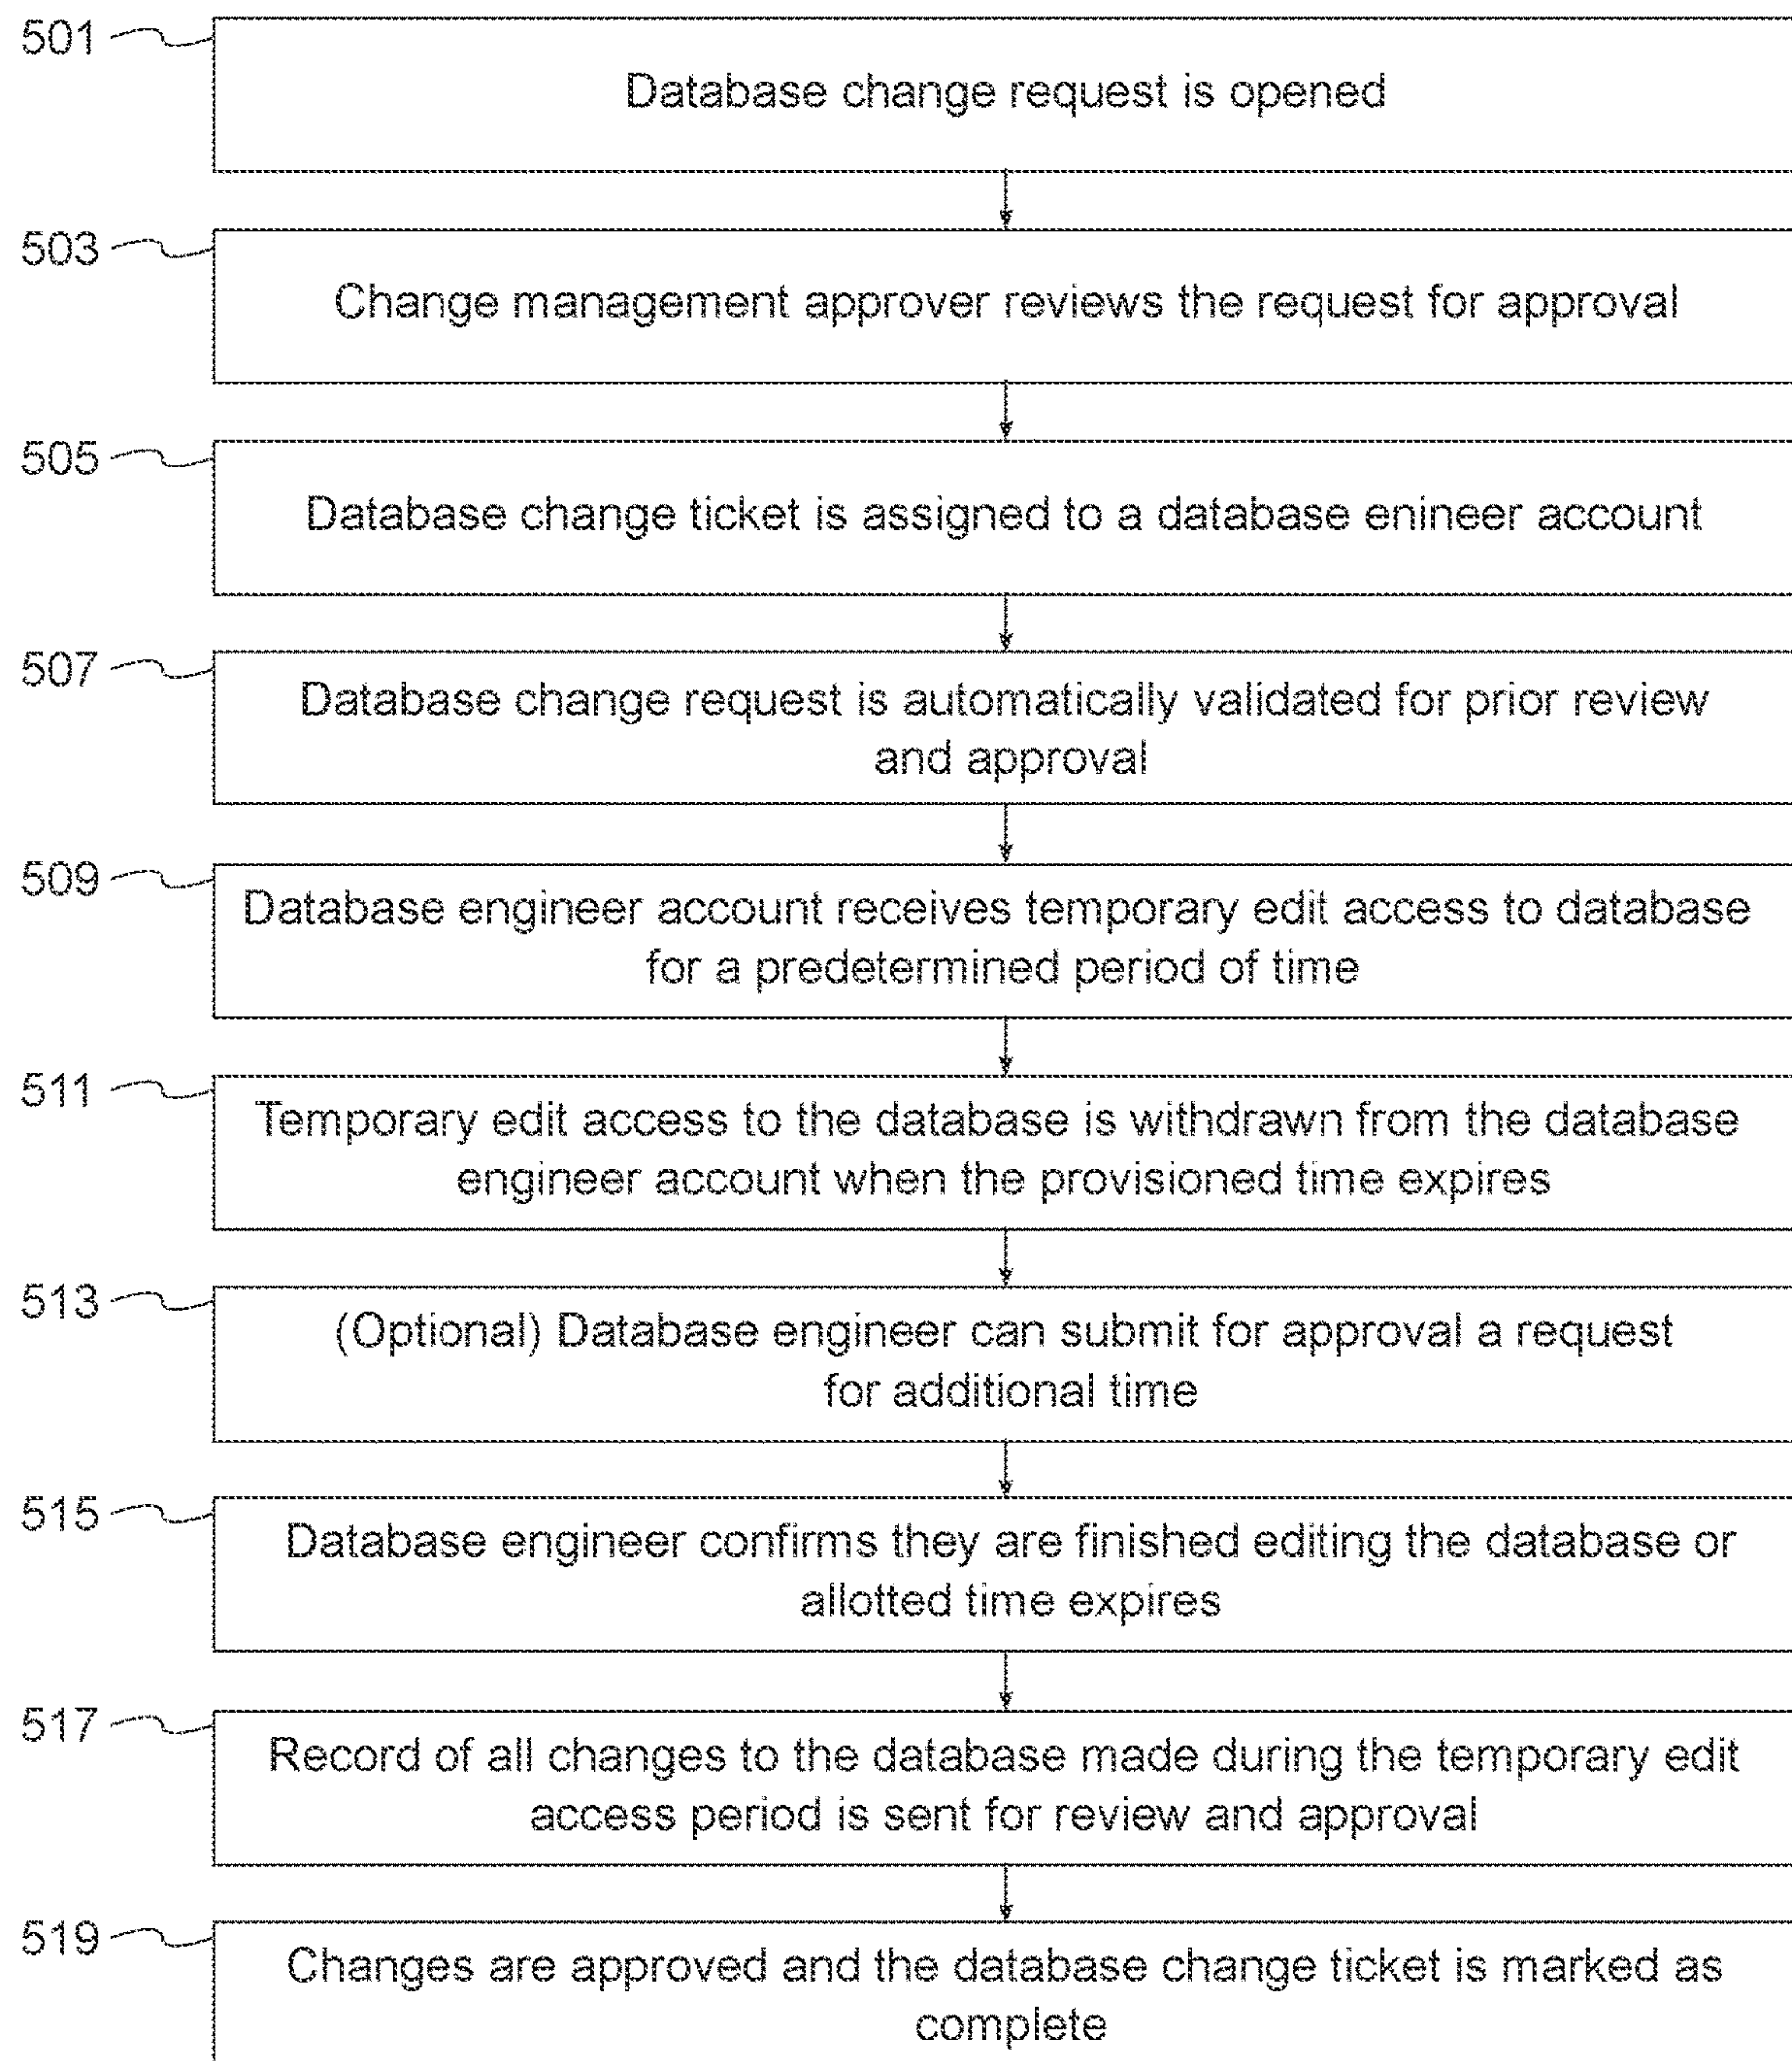 501
Database change request is opened
503
Change management approver reviews the request for approval
505
Database change ticket is assigned to a database enineer account
507
Database change request is automatically validated for prior review
and approval
509
Database engineer account receives temporary edit access to database
for a predetermined period of time
511
Temporary edit access to the database is withdrawn from the database
engineer account when the provisioned time expires
513
(Optional) Database engineer can submit for approval a request
for additional time
515
Database engineer confirms they are finished editing the database or
allotted time expires
517
Record of all changes to the database made during the temporary edit
access period is sent for review and approval
519
Changes are approved and the database change ticket is marked as
complete